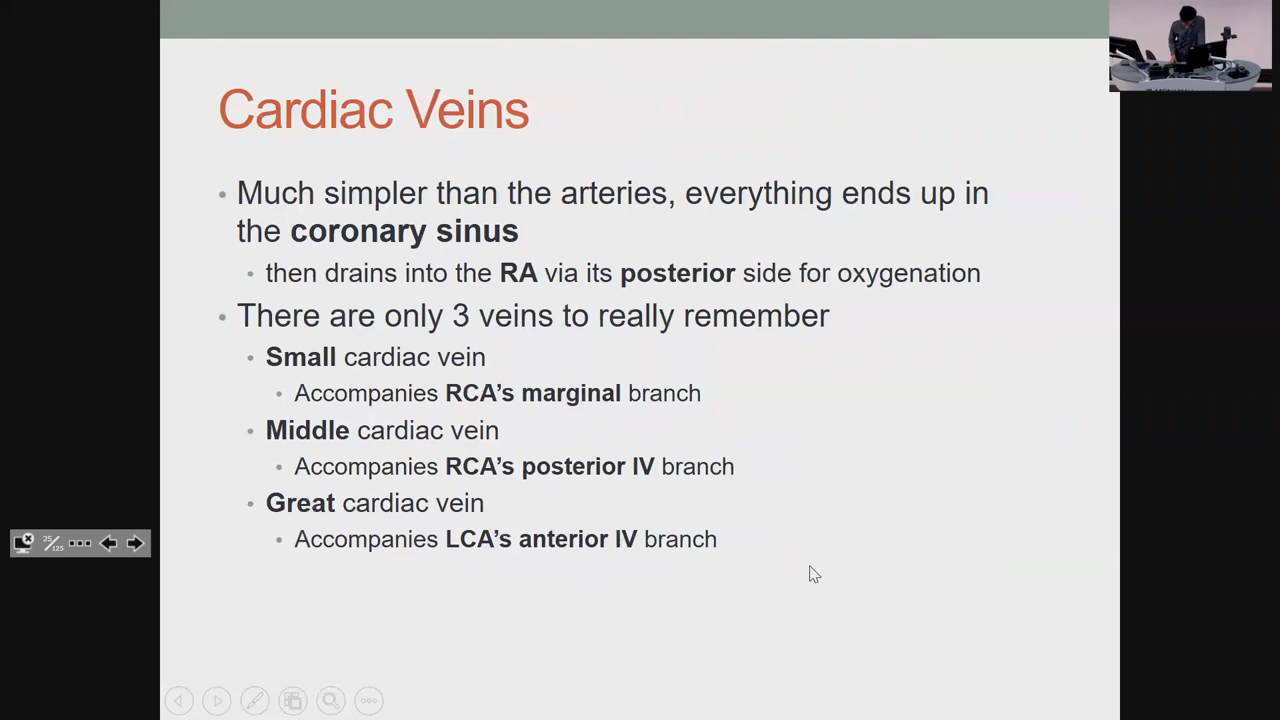 Cardiac Veins
• Much simpler than the arteries, everything ends up in
the coronary sinus
• then drains into the RA via its posterior side for oxygenation
• There are only 3 veins to really remember
• Small cardiac vein
• Accompanies RCA’s marginal branch
• Middle cardiac vein
• Accompanies RCA’s posterior IV branch
• Great cardiac vein
• Accompanies LCA’s anterior IV branch
25/125